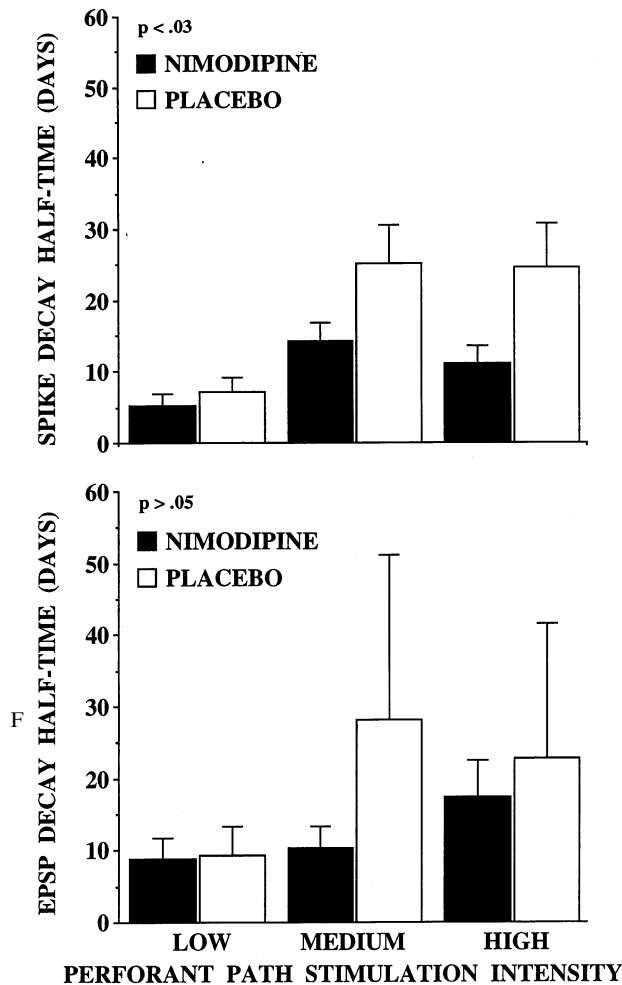 SPIKE DECAY HALF-TIME (DAYS)
60
50
40
30
20
10
0
p < .03
NIMODIPINE
PLACEBO
EPSP DECAY HALF-TIME (DAYS)
60
50
40
30
20
10
0
p > .05
NIMODIPINE
PLACEBO
F
LOW MEDIUM HIGH
PERFORANT PATH STIMULATION INTENSITY